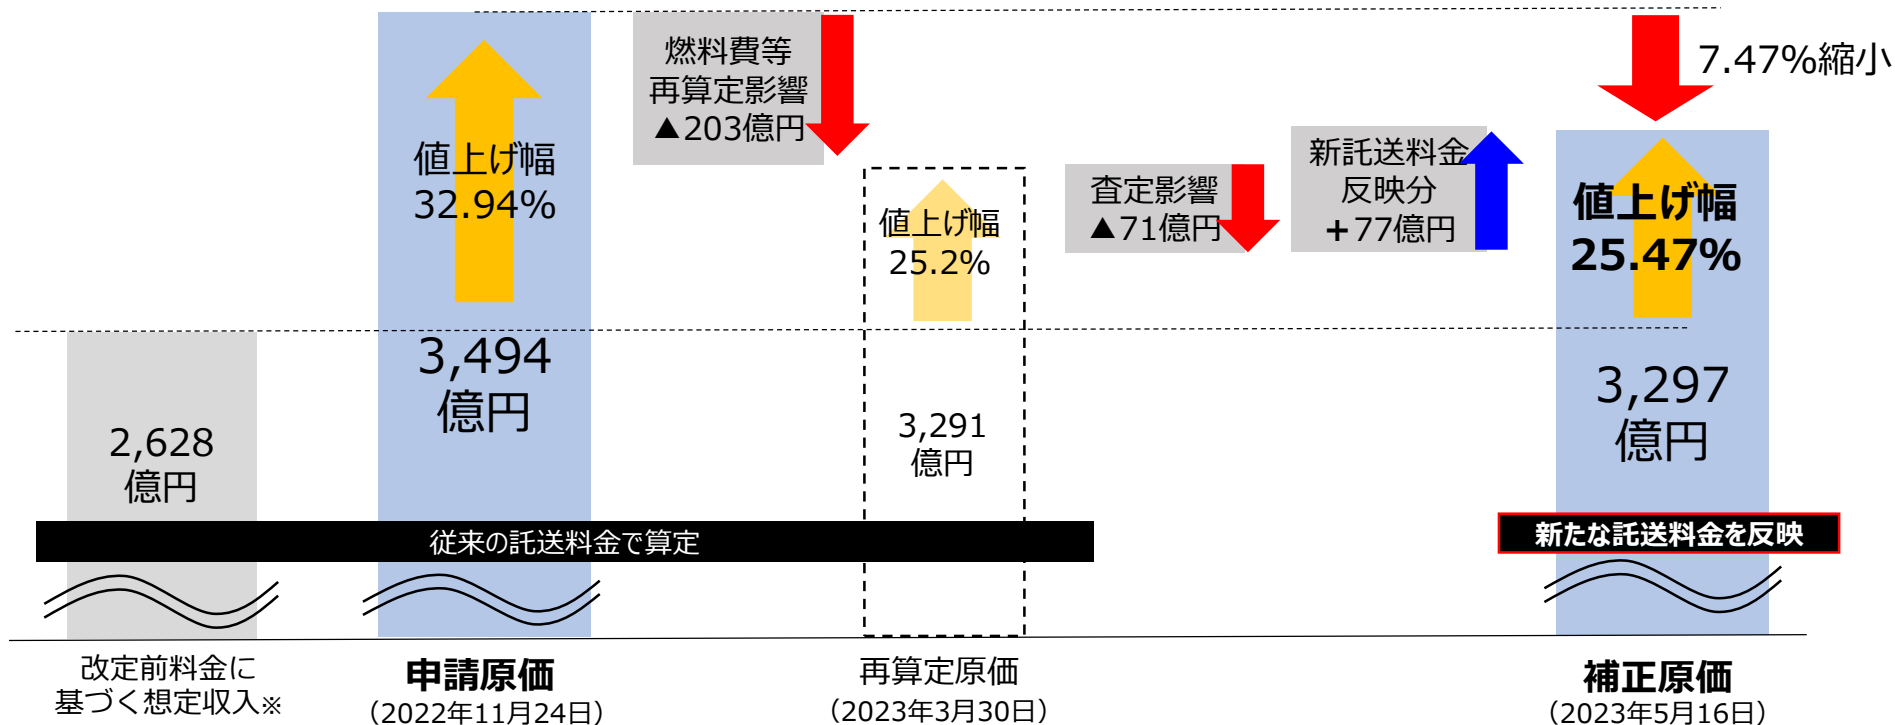 燃料費等
再算定影響
▲203億円
7.47%縮小
値上げ幅
32.94%
値上げ幅
25.2%
査定影響
▲71億円
新託送料金
反映分
+77億円
値上げ幅
25.47%
2,628
億円
3,494
億円
3,291
億円
3,297
億円
従来の託送料金で算定
新たな託送料金を反映
改定前料金に
基づく想定収入※
申請原価
（2022年11月24日）
再算定原価
（2023年3月30日）
補正原価
（2023年5月16日）